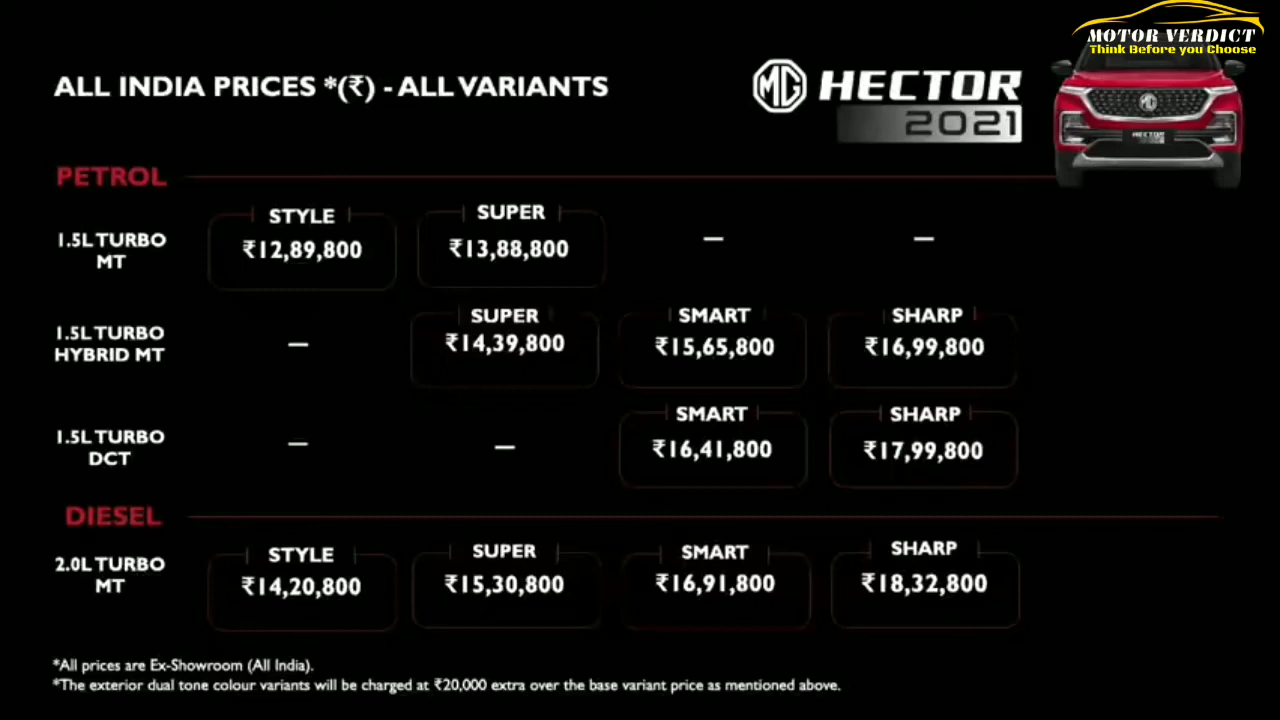 MOTOR VERDICT
Think Before you Choose
ALL INDIA PRICES *(₹) - ALL VARIANTS
MG HECTOR
2021
MG
HECTOR
PETROL
STYLE SUPER
1.5L TURBO
MT
₹12,89,800 ₹13,88,800 — —
SUPER SMART SHARP
1.5L TURBO
HYBRID MT
— ₹14,39,800 ₹15,65,800 ₹16,99,800
SMART SHARP
1.5L TURBO
DCT
— — ₹16,41,800 ₹17,99,800
DIESEL
STYLE SUPER SMART SHARP
2.0L TURBO
MT
₹14,20,800 ₹15,30,800 ₹16,91,800 ₹18,32,800
*All prices are Ex-Showroom (All India).
*The exterior dual tone colour variants will be charged at ₹20,000 extra over the base variant price as mentioned above.